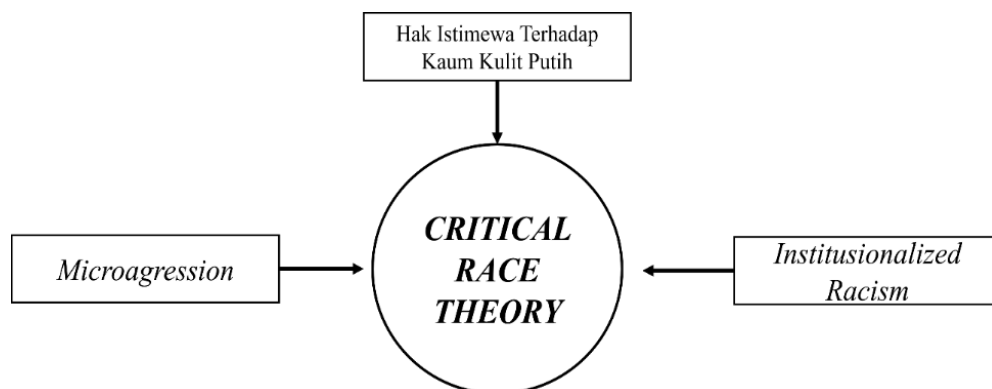 Hak Istimewa Terhadap
Kaum Kulit Putih
CRITICAL
RACE
THEORY
Microagression
Institusionalized
Racism